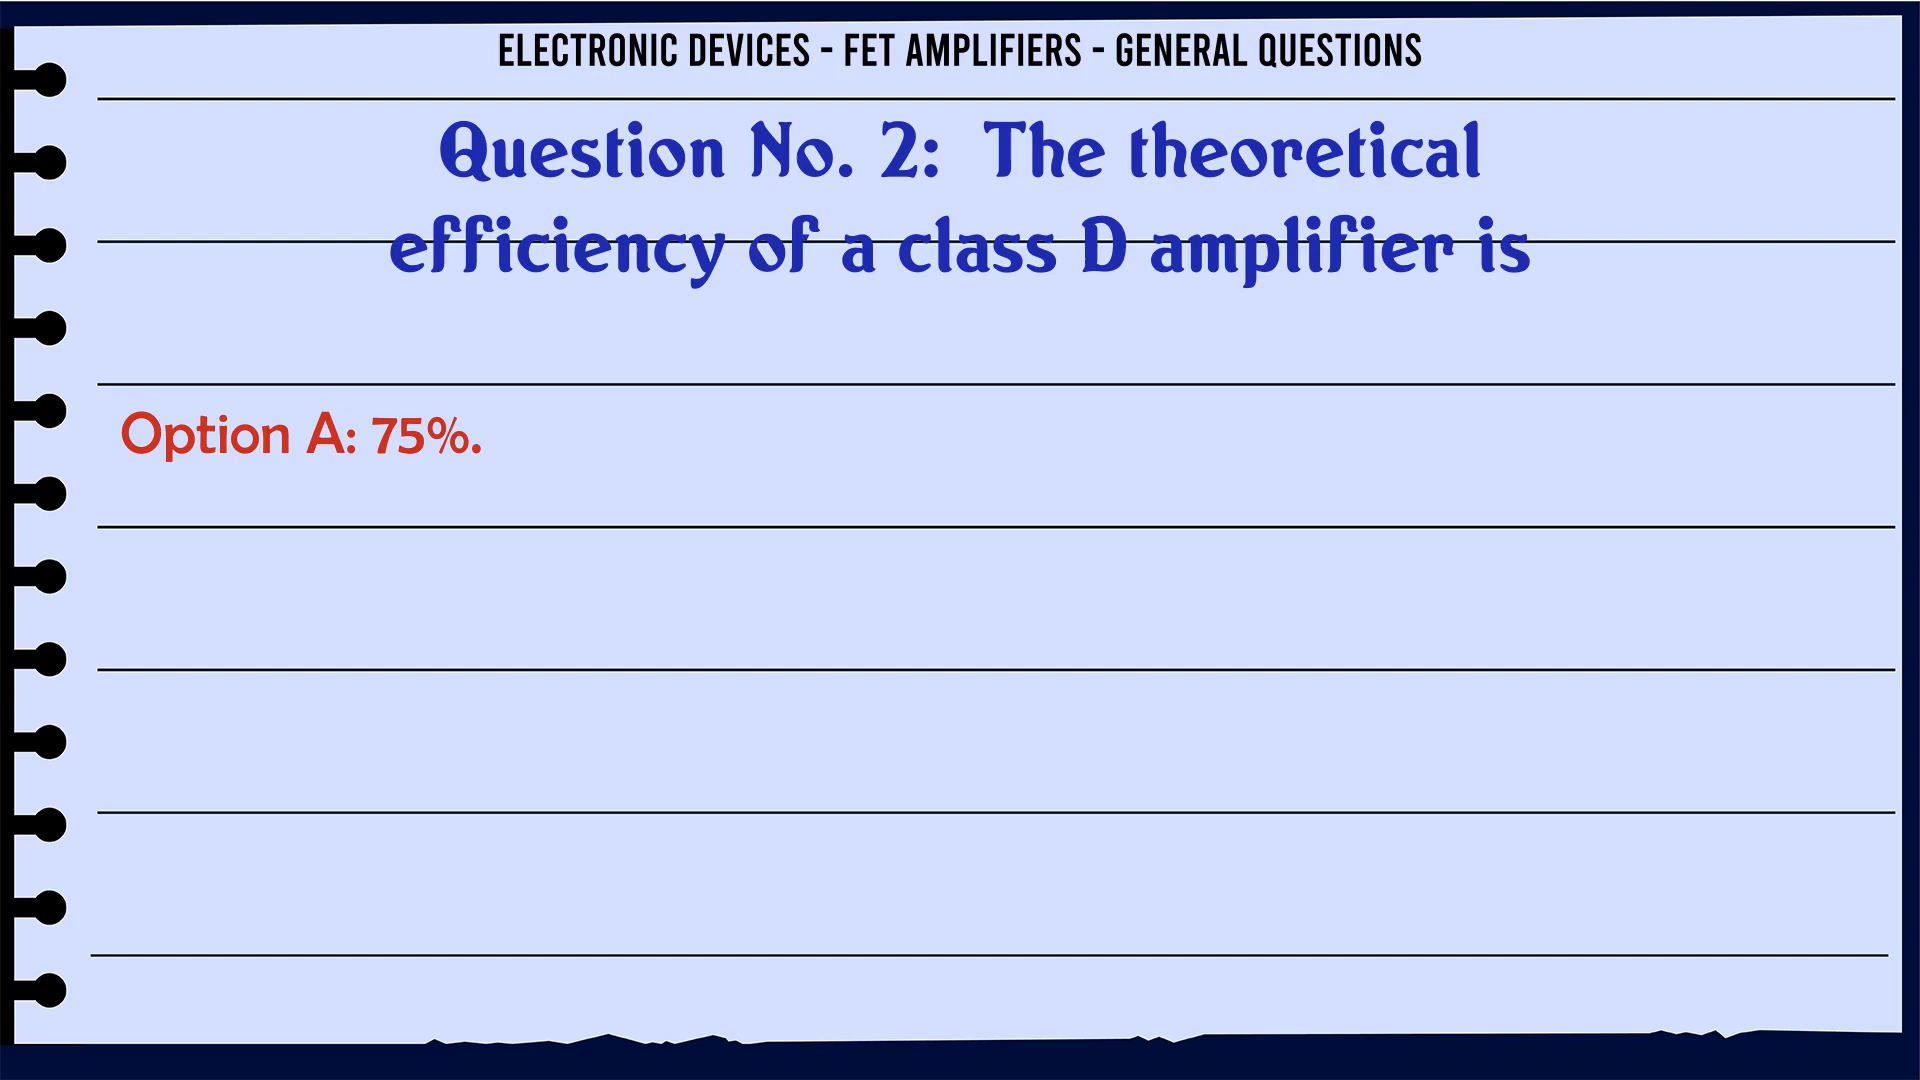 ELECTRONIC DEVICES - FET AMPLIFIERS - GENERAL QUESTIONS
Question No. 2: The theoretical
efficiency of a class D amplifier is
Option A: 75%.